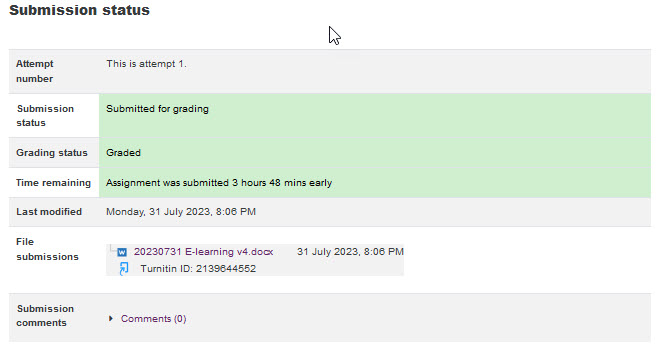 Submission status
Attempt number
This is attempt 1.
Submission status
Submitted for grading
Grading status
Graded
Time remaining
Assignment was submitted 3 hours 48 mins early
Last modified
Monday, 31 July 2023, 8:06 PM
File submissions
20230731 E-learning v4.docx 31 July 2023, 8:06 PM
Turnitin ID: 2139644552
Submission comments
Comments (0)